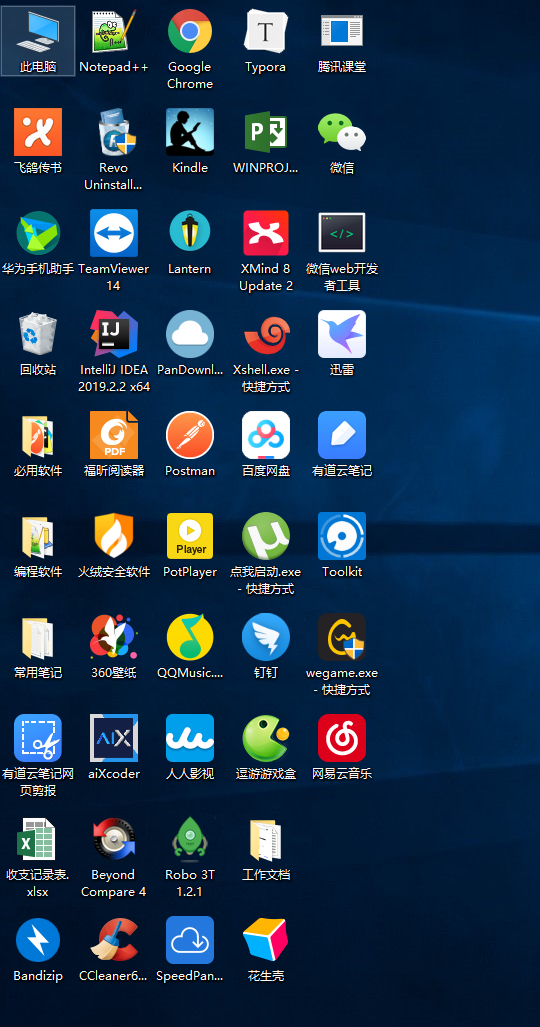 此电脑
Notepad++
Google
Chrome
Typora
腾讯课堂
飞鸽传书
Revo
Uninstall...
Kindle
WINPROJ...
微信
华为手机助手
TeamViewer
14
Lantern
XMind 8
Update 2
微信web开发
者工具
回收站
IntelliJ IDEA
2019.2.2 x64
PanDownl...
Xshell.exe -
快捷方式
迅雷
必用软件
福昕阅读器
Postman
百度网盘
有道云笔记
编程软件
火绒安全软件
PotPlayer
点我启动.exe
- 快捷方式
Toolkit
常用笔记
360壁纸
QQMusic....
钉钉
wegame.exe
- 快捷方式
有道云笔记网
页剪报
aiXcoder
人人影视
逗游游戏盒
网易云音乐
收支记录表.
xlsx
Beyond
Compare 4
Robo 3T
1.2.1
工作文档
Bandizip
CCleaner6...
SpeedPan...
花生壳
T
P
</>
IJ
PDF
Player
AIX
X